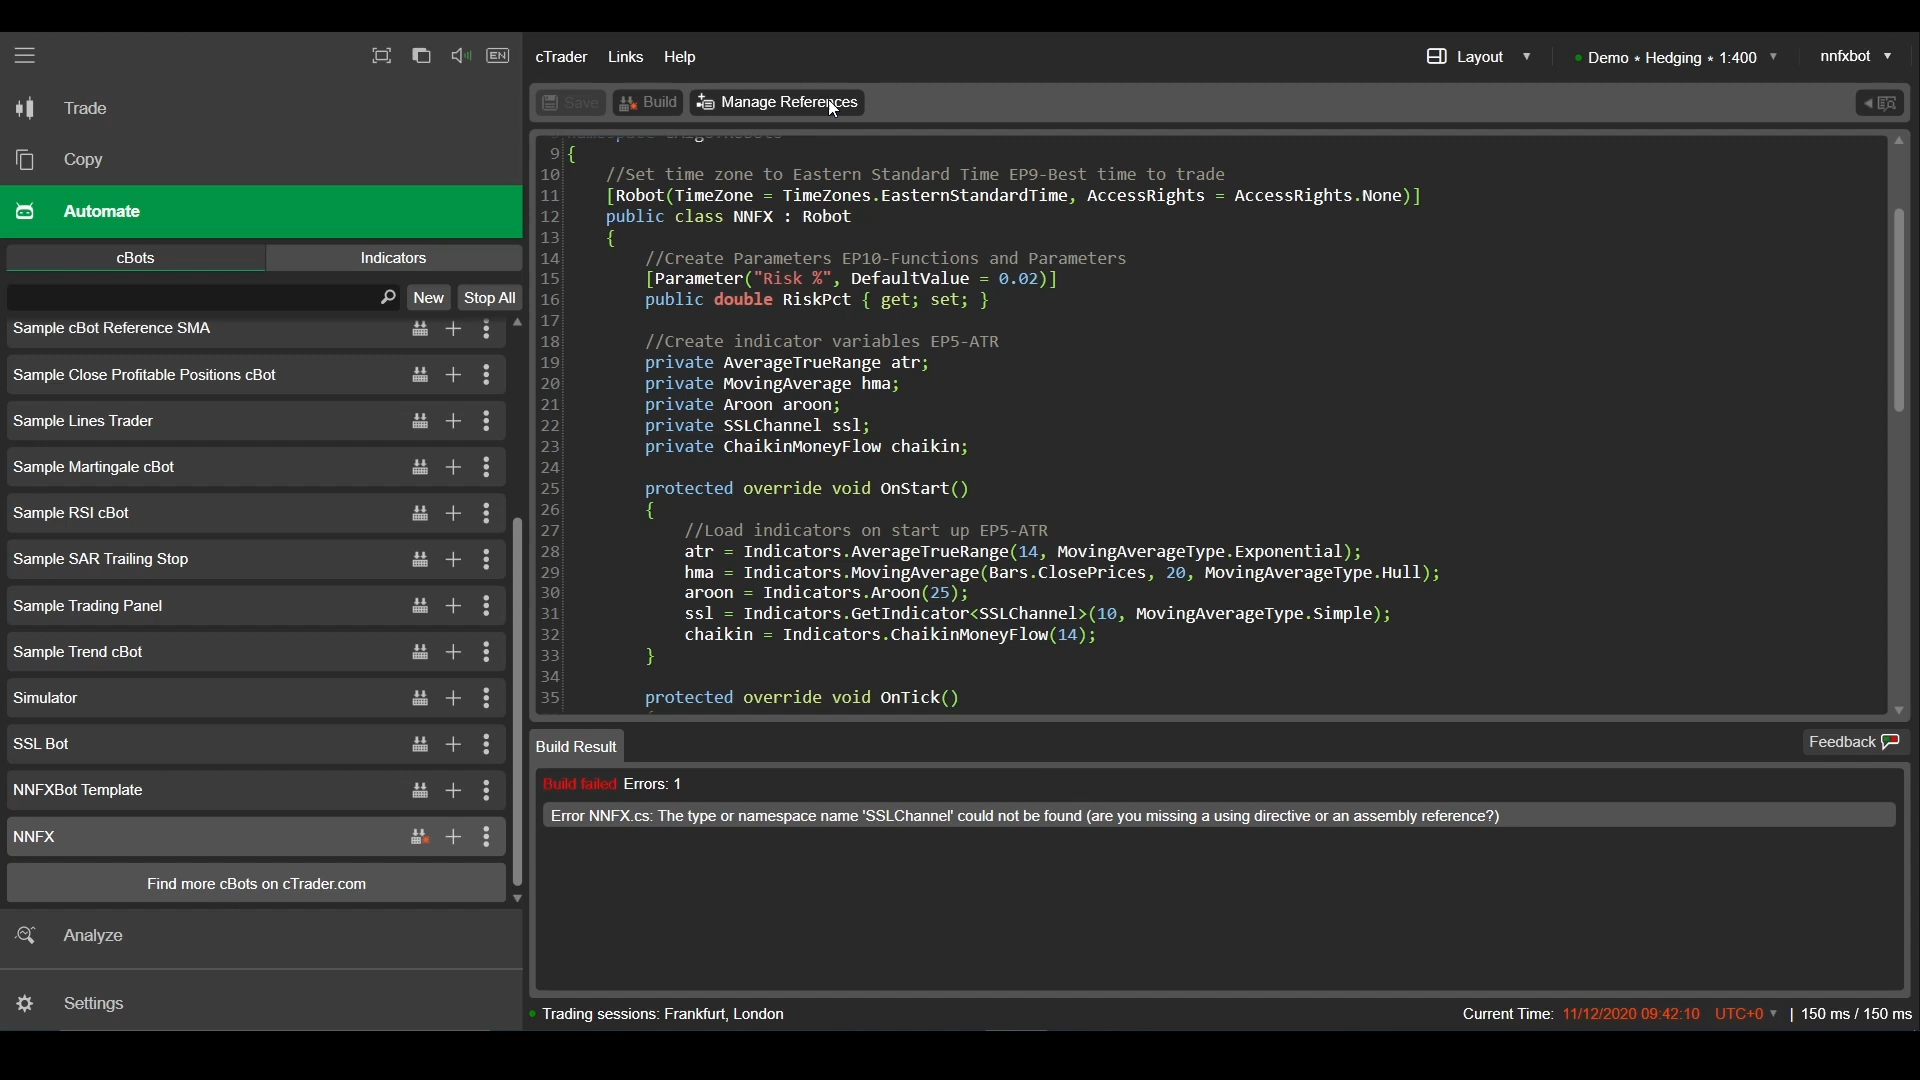 EN
cTrader Links Help
Layout
Demo • Hedging • 1:400
nnfxbot
Trade
Copy
Automate
cBots
Indicators
New
Stop All
Sample cBot Reference SMA
Sample Close Profitable Positions cBot
Sample Lines Trader
Sample Martingale cBot
Sample RSI cBot
Sample SAR Trailing Stop
Sample Trading Panel
Sample Trend cBot
Simulator
SSL Bot
NNFXBot Template
NNFX
Find more cBots on cTrader.com
Analyze
Settings
Save Build Manage References
9 {
10 //Set time zone to Eastern Standard Time EP9-Best time to trade
11 [Robot(TimeZone = TimeZones.EasternStandardTime, AccessRights = AccessRights.None)]
12 public class NNFX : Robot
13 {
14 //Create Parameters EP10-Functions and Parameters
15 [Parameter("Risk %", DefaultValue = 0.02)]
16 public double RiskPct { get; set; }
17
18 //Create indicator variables EP5-ATR
19 private AverageTrueRange atr;
20 private MovingAverage hma;
21 private Aroon aroon;
22 private SSLChannel ssl;
23 private ChaikinMoneyFlow chaikin;
24
25 protected override void OnStart()
26 {
27 //Load indicators on start up EP5-ATR
28 atr = Indicators.AverageTrueRange(14, MovingAverageType.Exponential);
29 hma = Indicators.MovingAverage(Bars.ClosePrices, 20, MovingAverageType.Hull);
30 aroon = Indicators.Aroon(25);
31 ssl = Indicators.GetIndicator<SSLChannel>(10, MovingAverageType.Simple);
32 chaikin = Indicators.ChaikinMoneyFlow(14);
33 }
34
35 protected override void OnTick()
Build Result
Feedback
Build failed Errors: 1
Error NNFX.cs: The type or namespace name 'SSLChannel' could not be found (are you missing a using directive or an assembly reference?)
Trading sessions: Frankfurt, London
Current Time: 11/12/2020 09:42:10 UTC+0 | 150 ms / 150 ms